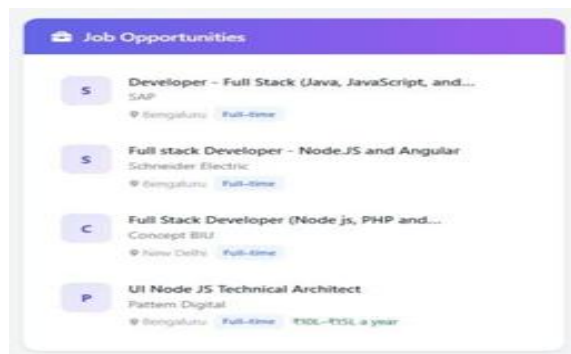 Job Opportunities
S
Developer - Full Stack (Java, JavaScript, and...
SAP
Bengaluru Full-time
S
Full stack Developer - Node.JS and Angular
Schneider Electric
Bengaluru Full-time
C
Full Stack Developer (Node js, PHP and...
Concept BIU
New Delhi Full-time
P
UI Node JS Technical Architect
Pattem Digital
Bengaluru Full-time ₹10L–₹15L a year